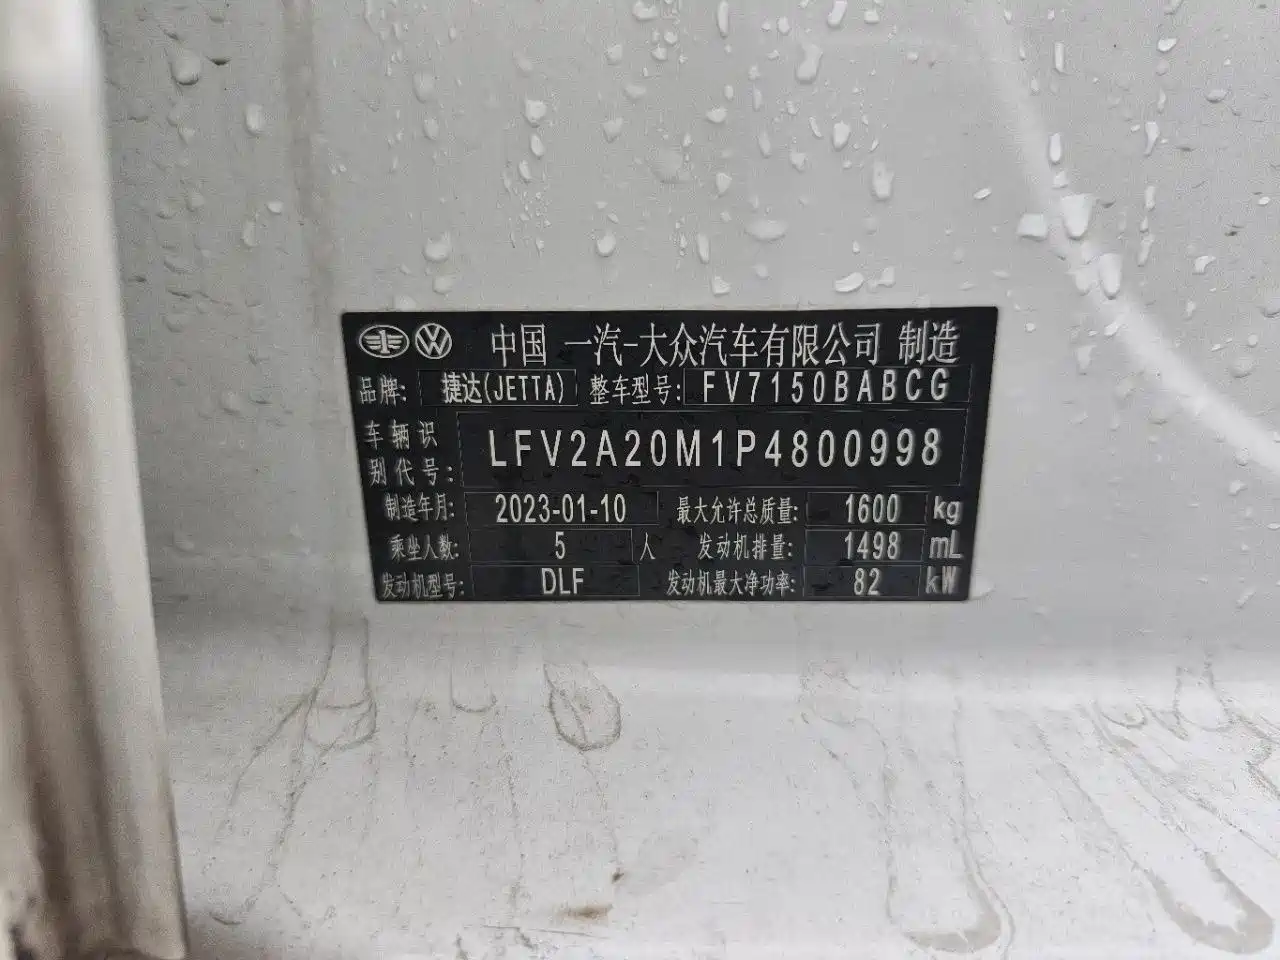 中国 一汽-大众汽车有限公司 制造
品牌: 捷达(JETTA) 整车型号: FV7150BABCG
车辆识别代号: LFV2A20M1P4800998
制造年月: 2023-01-10 最大允许总质量: 1600 kg
乘坐人数: 5 人 发动机排量: 1498 mL
发动机型号: DLF 发动机最大净功率: 82 kW